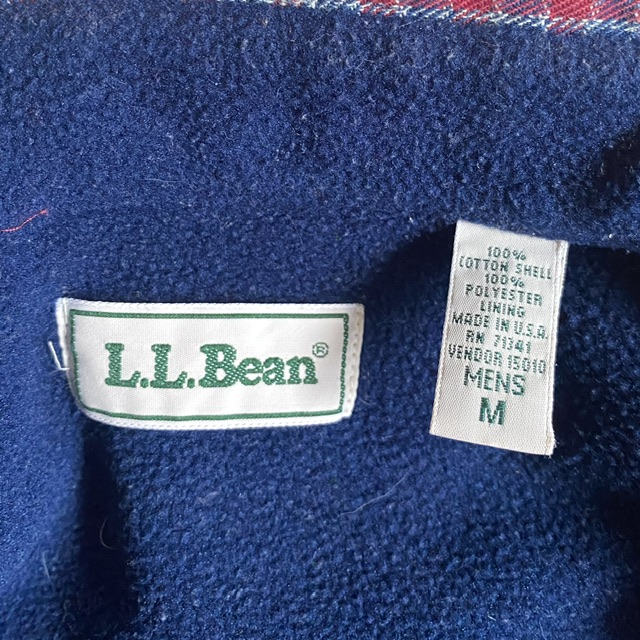 L.L.Bean®
100%
COTTON SHELL
100%
POLYESTER
LINING
MADE IN U.S.A.
RN 71341
VENDOR 15010
MENS
M